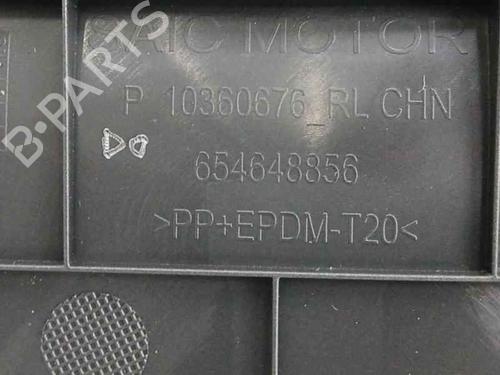 SAIC MOTOR
P 10360676_RL CHN
654648856
>PP+EPDM-T20<
B-PARTS